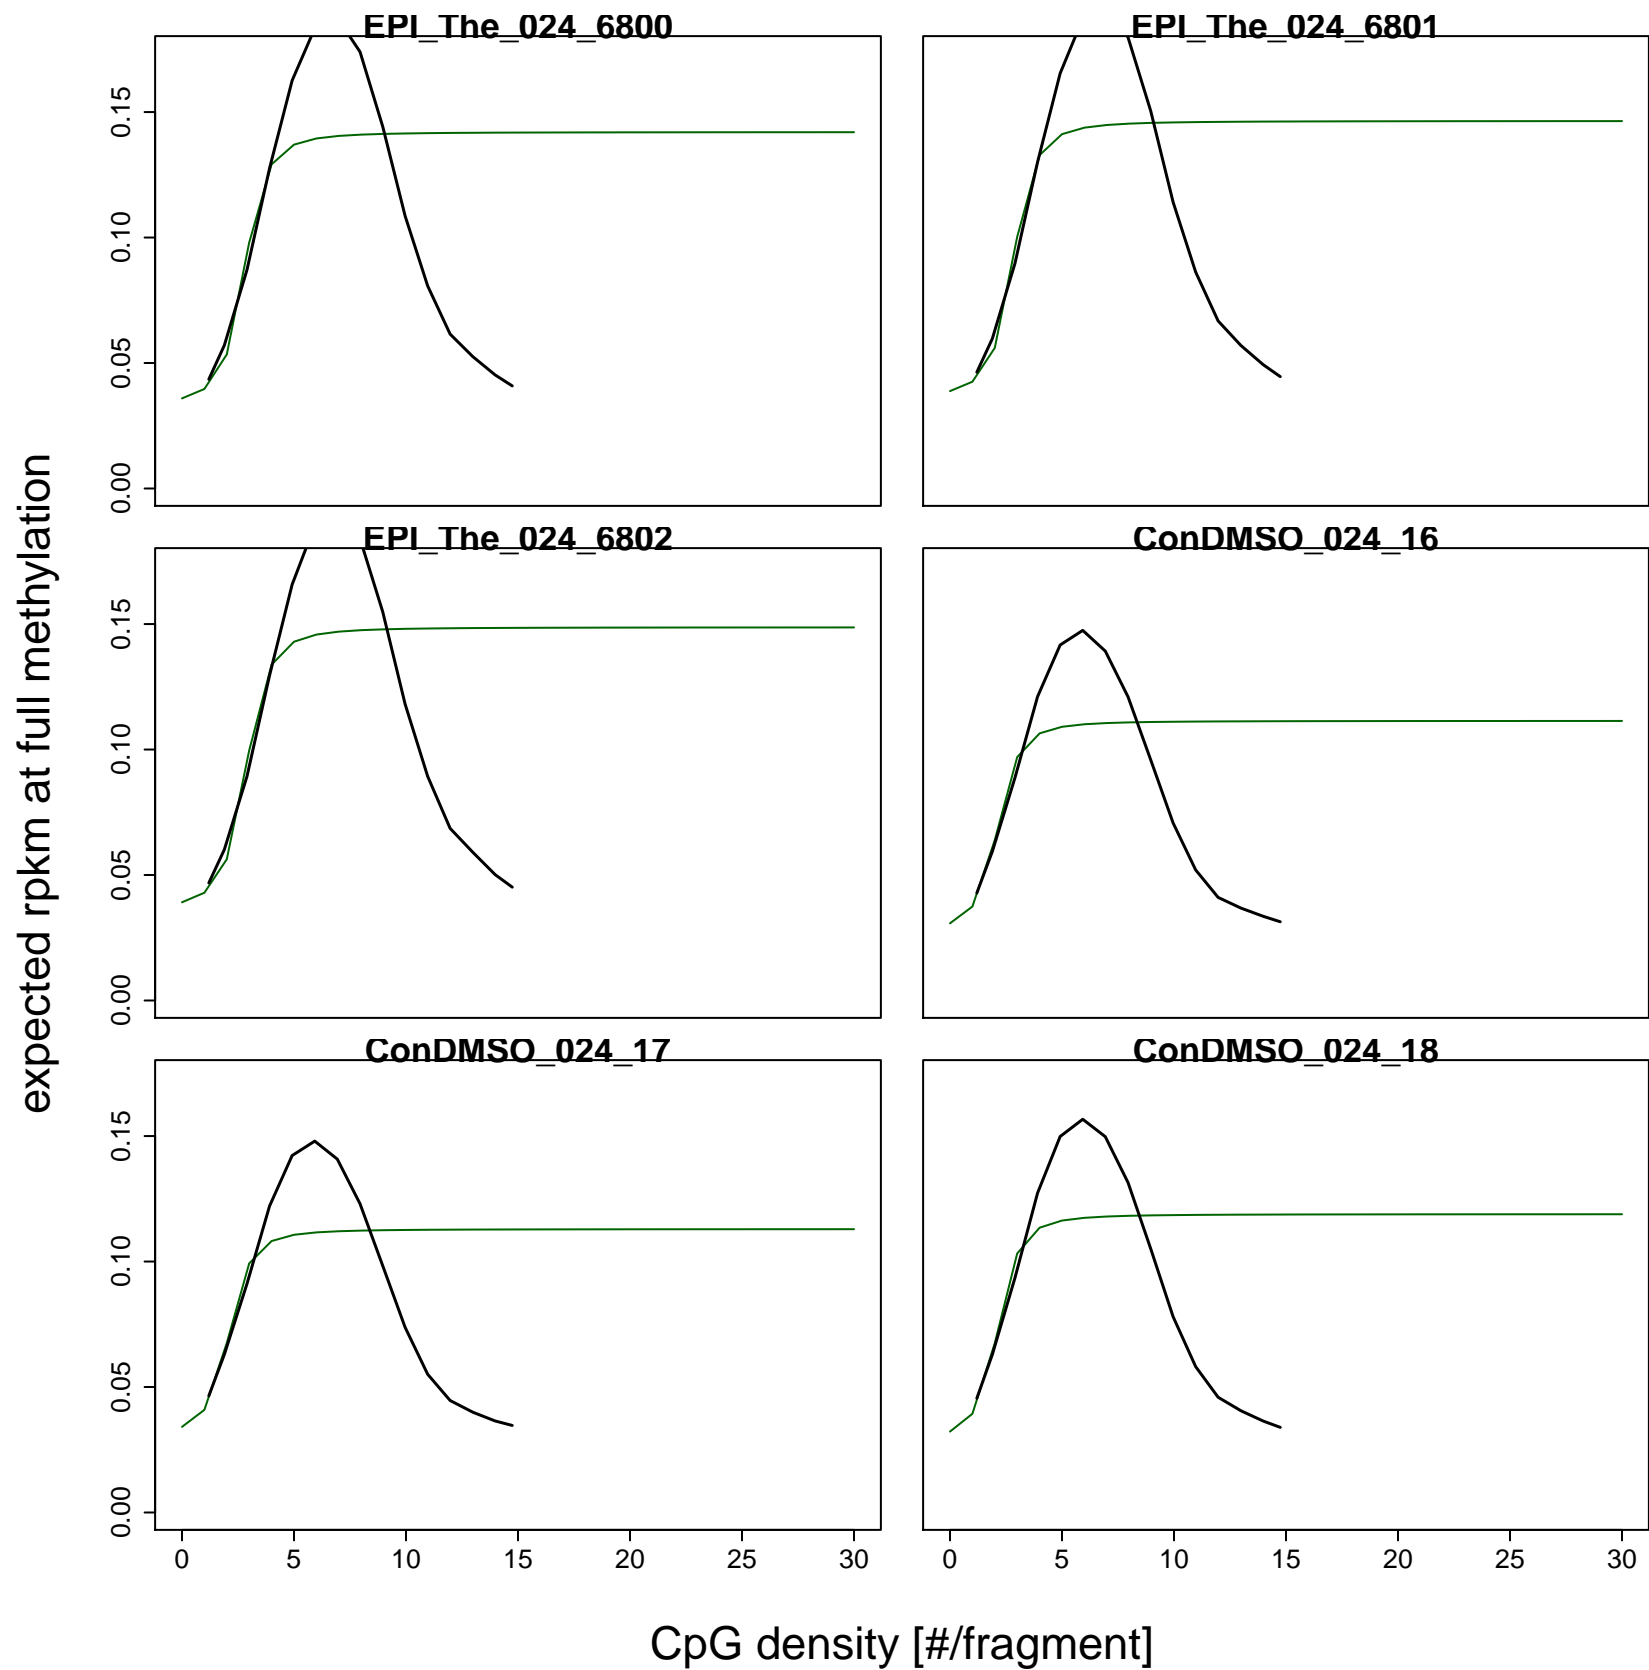 EPI_The_024_6800
EPI_The_024_6801
0.15
0.10
0.05
0.00
EPI_The_024_6802
ConDMSO_024_16
0.15
0.10
0.05
0.00
ConDMSO_024_17
ConDMSO_024_18
0.15
0.10
0.05
0.00
0 5 10 15 20 25 30
0 5 10 15 20 25 30
expected rpkm at full methylation
CpG density [#/fragment]